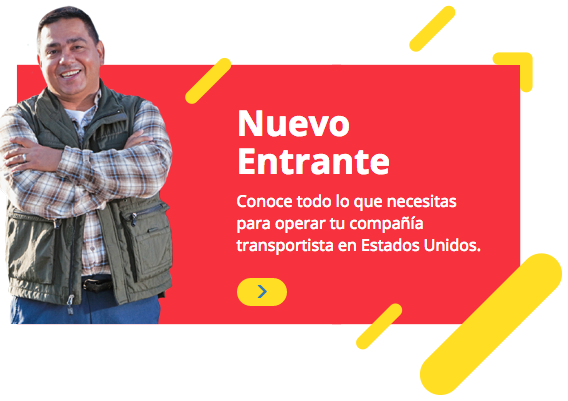 Nuevo
Entrante
Conoce todo lo que necesitas
para operar tu compañía
transportista en Estados Unidos.